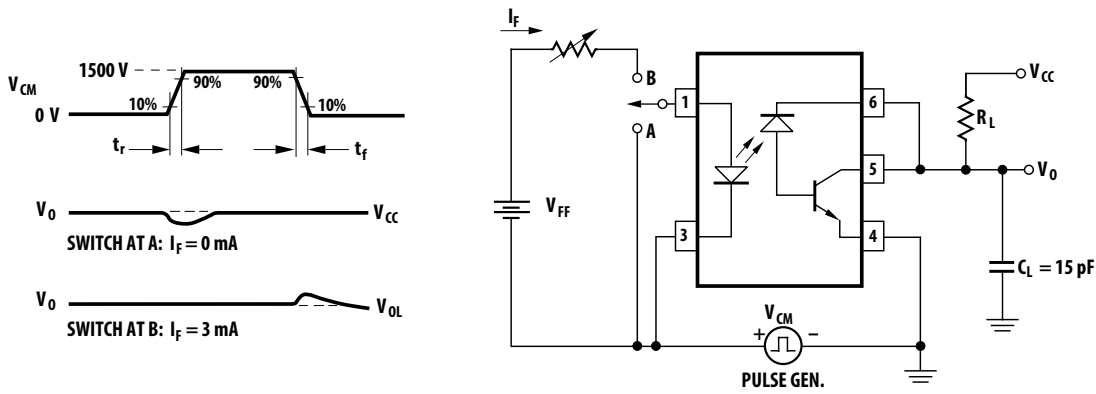 1500 V
V_CM
0 V
10%
90%
90%
10%
t_r
t_f
V_O
V_CC
SWITCH AT A: I_F = 0 mA
V_O
V_OL
SWITCH AT B: I_F = 3 mA
I_F
B
A
V_FF
1
3
6
5
4
V_CC
R_L
V_O
C_L = 15 pF
V_CM
+
–
PULSE GEN.